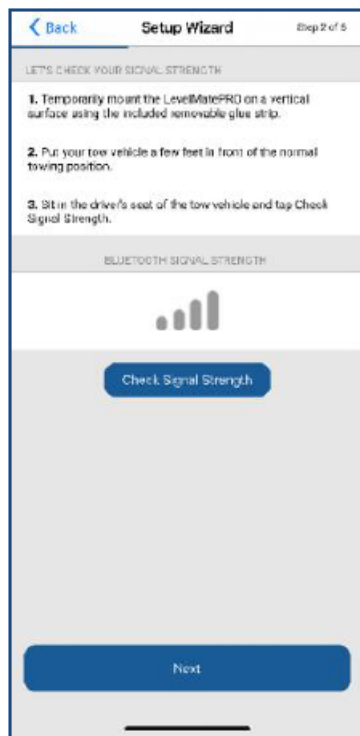 Back
Setup Wizard
Step 2 of 5
LET'S CHECK YOUR SIGNAL STRENGTH
1. Temporarily mount the LevelMatePRO on a vertical
surface using the included removable glue strip.
2. Put your tow vehicle a few feet in front of the normal
towing position.
3. Sit in the driver's seat of the tow vehicle and tap Check
Signal Strength.
BLUETOOTH SIGNAL STRENGTH
Check Signal Strength
Next